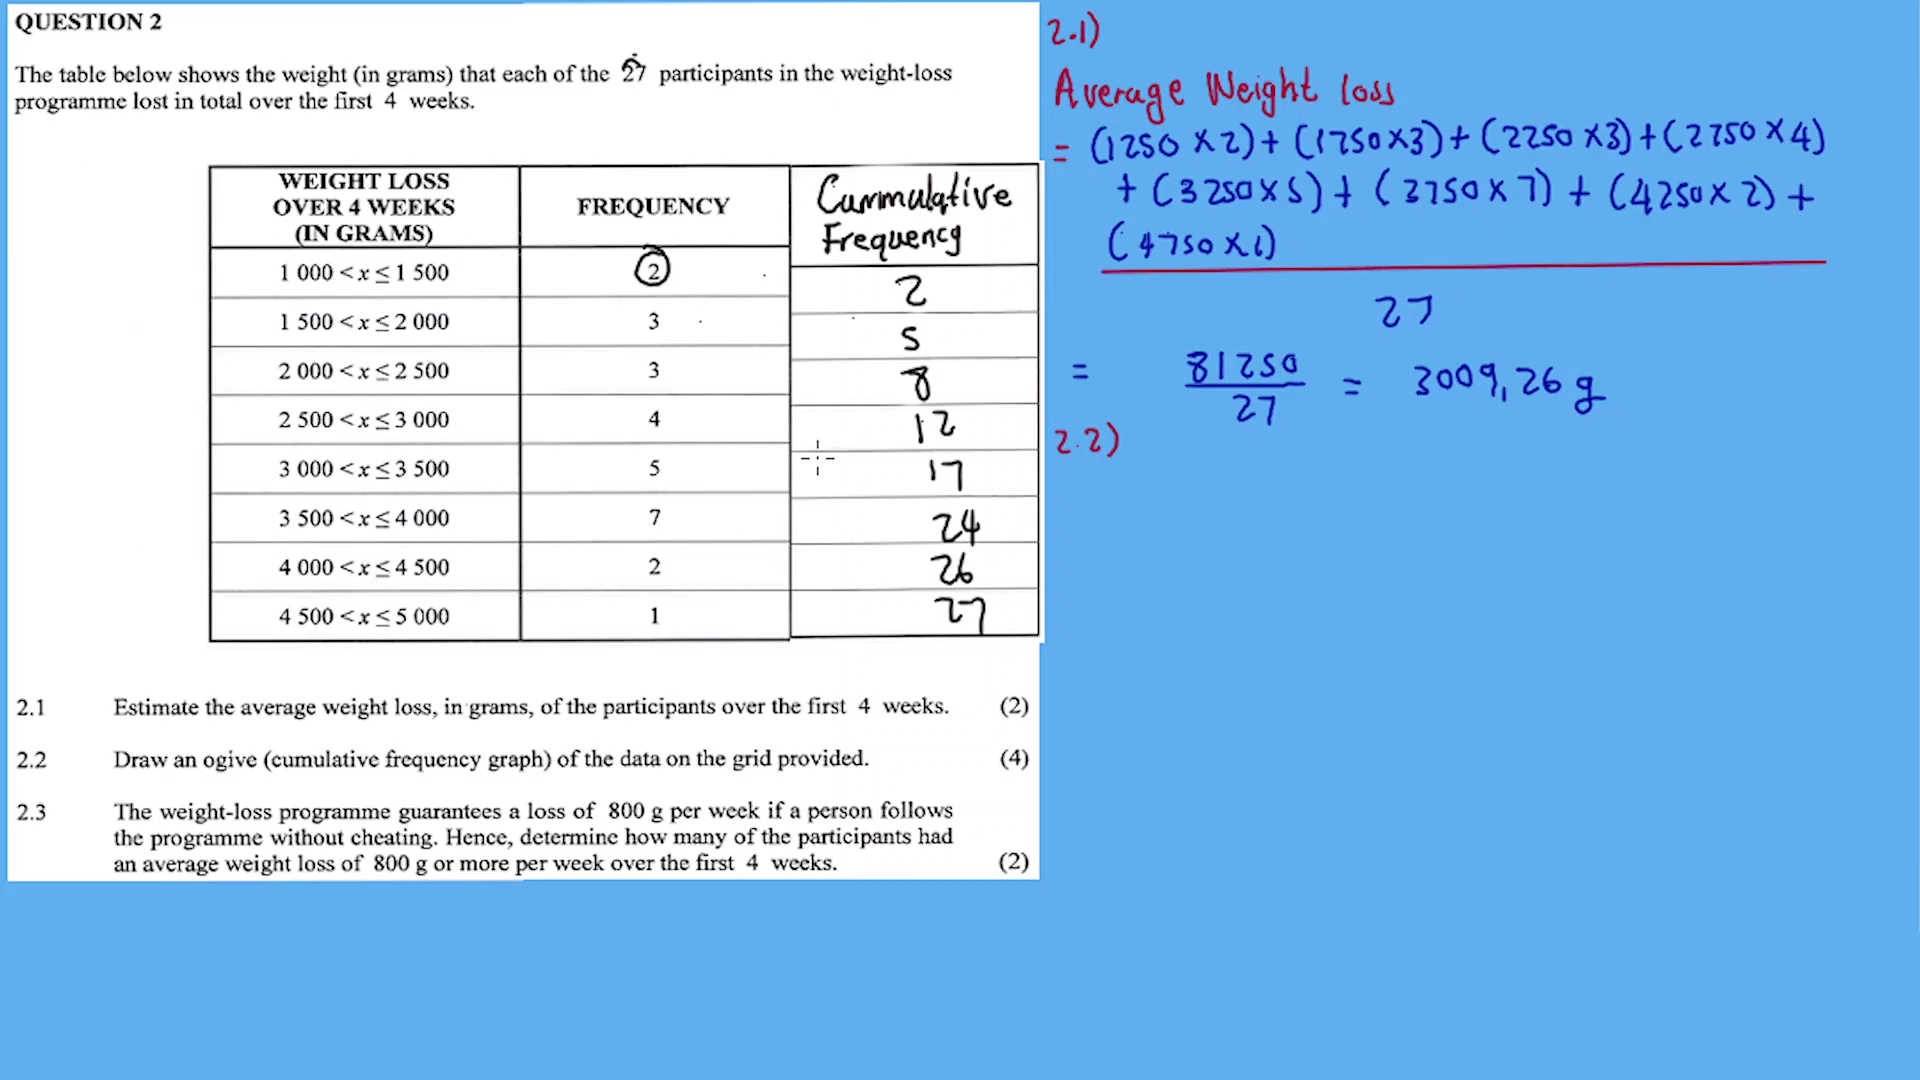 QUESTION 2
The table below shows the weight (in grams) that each of the 27 participants in the weight-loss
programme lost in total over the first 4 weeks.
WEIGHT LOSS OVER 4 WEEKS (IN GRAMS) FREQUENCY Cummulative Frequency
1 000 < x ≤ 1 500 2 2
1 500 < x ≤ 2 000 3 5
2 000 < x ≤ 2 500 3 8
2 500 < x ≤ 3 000 4 12
3 000 < x ≤ 3 500 5 17
3 500 < x ≤ 4 000 7 24
4 000 < x ≤ 4 500 2 26
4 500 < x ≤ 5 000 1 27
2.1 Estimate the average weight loss, in grams, of the participants over the first 4 weeks. (2)
2.2 Draw an ogive (cumulative frequency graph) of the data on the grid provided. (4)
2.3 The weight-loss programme guarantees a loss of 800 g per week if a person follows
the programme without cheating. Hence, determine how many of the participants had
an average weight loss of 800 g or more per week over the first 4 weeks. (2)
2.1)
Average Weight loss
= (1250 × 2) + (1750×3) + (2250 ×3) + (2750 × 4)
+ (3250×5) + (3750×7) + (4250×2) +
(4750×1)
27
= 81250/27 = 3009,26 g
2.2)